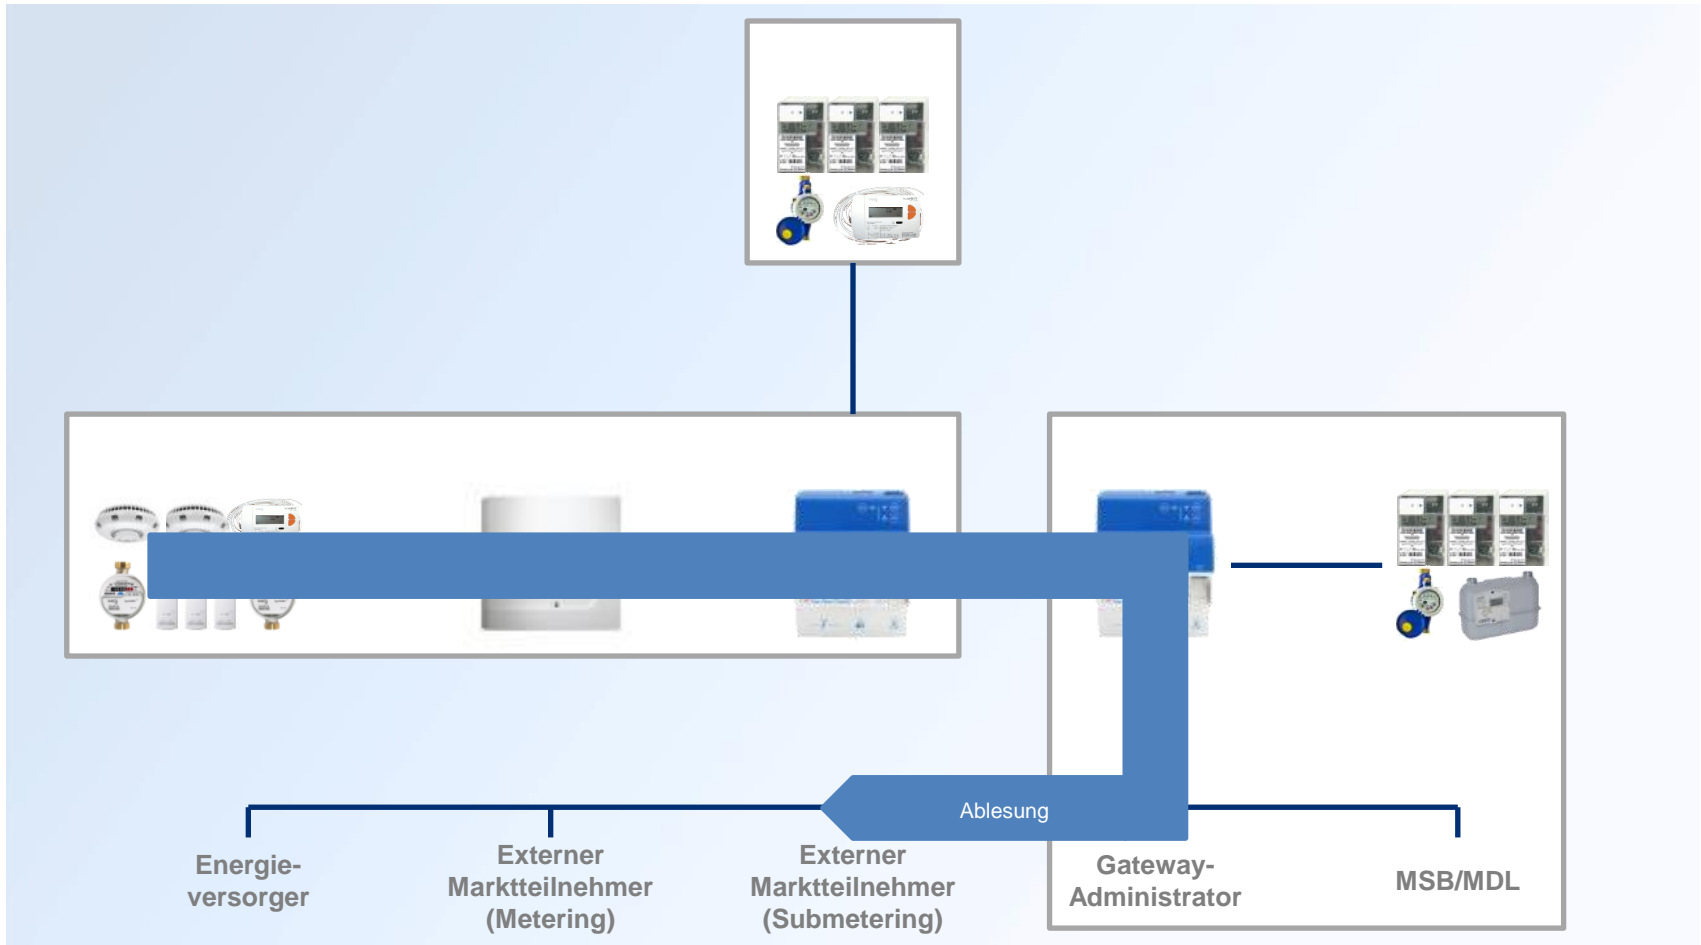 Ablesung
Energie-
versorger
Externer
Marktteilnehmer
(Metering)
Externer
Marktteilnehmer
(Submetering)
Gateway-
Administrator
MSB/MDL